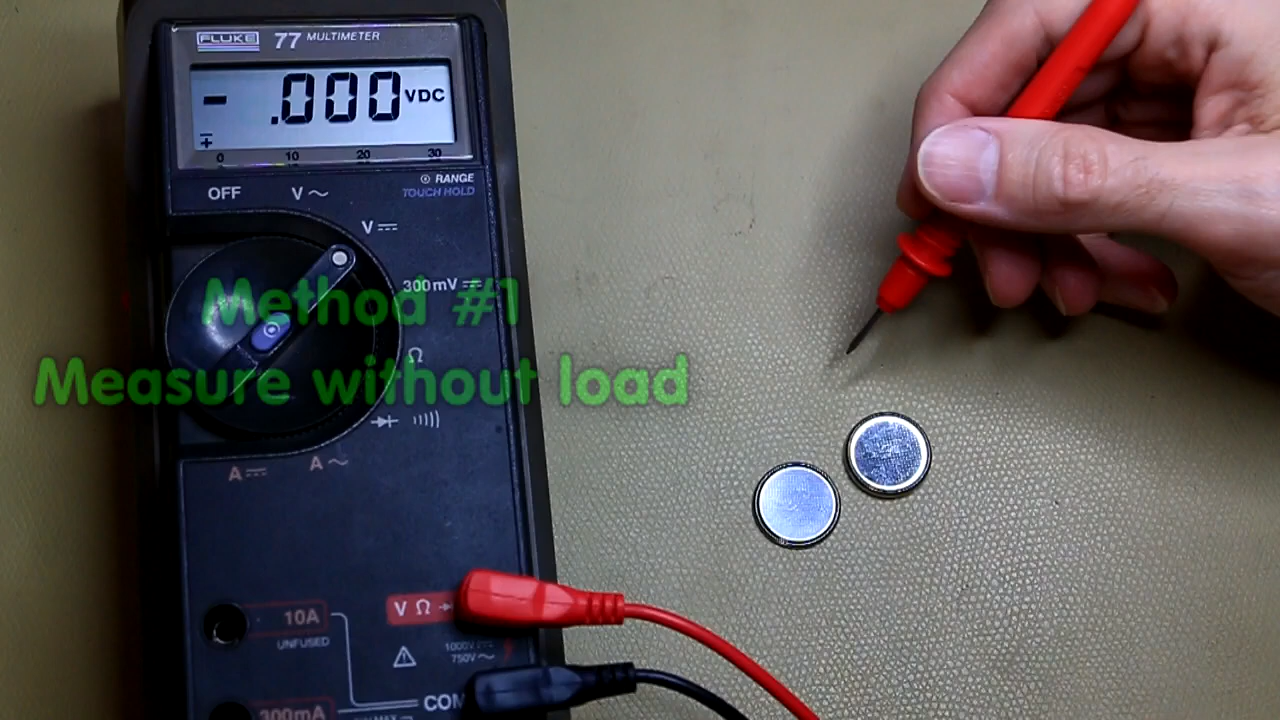 FLUKE 77 MULTIMETER
- .000 VDC
0 10 20 30
OFF V~ RANGE
TOUCH HOLD
V
300mV
Method #1
Ω
Measure without load
A A~
10A V Ω
UNFUSED 1000V
750V~
COM
300mA